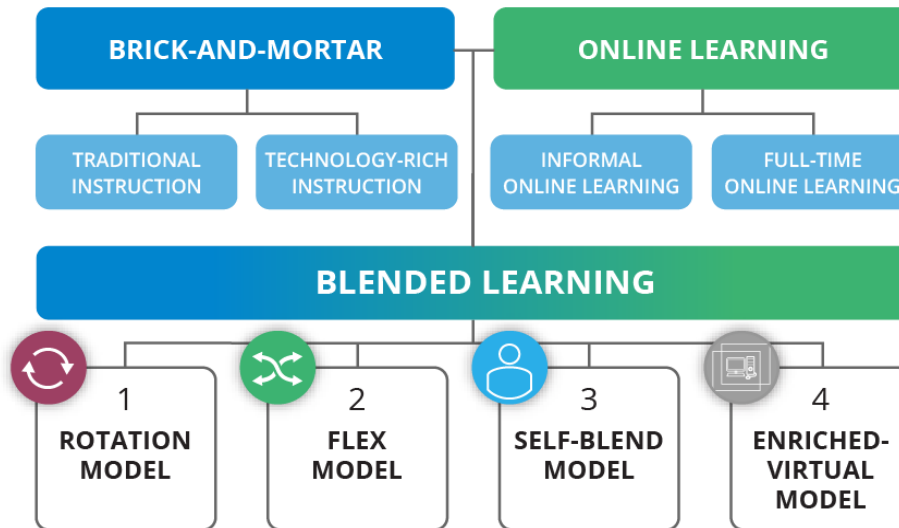 BRICK-AND-MORTAR
ONLINE LEARNING
TRADITIONAL
INSTRUCTION
TECHNOLOGY-RICH
INSTRUCTION
INFORMAL
ONLINE LEARNING
FULL-TIME
ONLINE LEARNING
BLENDED LEARNING
1
ROTATION
MODEL
2
FLEX
MODEL
3
SELF-BLEND
MODEL
4
ENRICHED-
VIRTUAL
MODEL